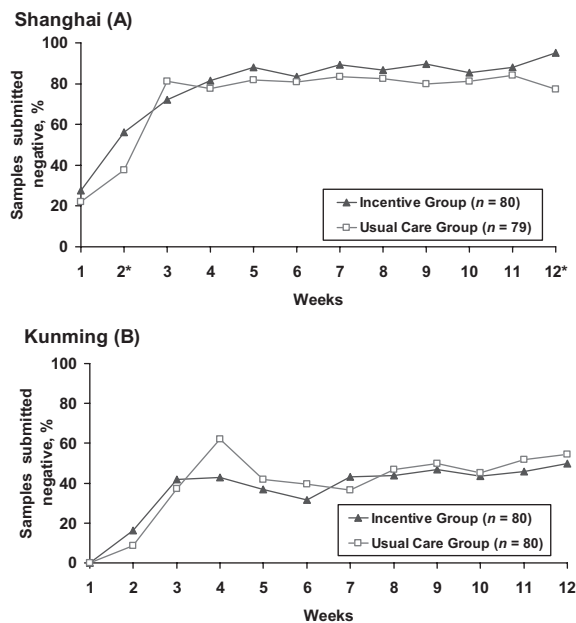 Shanghai (A)
Samples submitted
negative, %
100
80
60
40
20
0
Incentive Group (n = 80)
Usual Care Group (n = 79)
1 2* 3 4 5 6 7 8 9 10 11 12*
Weeks
Kunming (B)
Samples submitted
negative, %
100
80
60
40
20
0
Incentive Group (n = 80)
Usual Care Group (n = 80)
1 2 3 4 5 6 7 8 9 10 11 12
Weeks